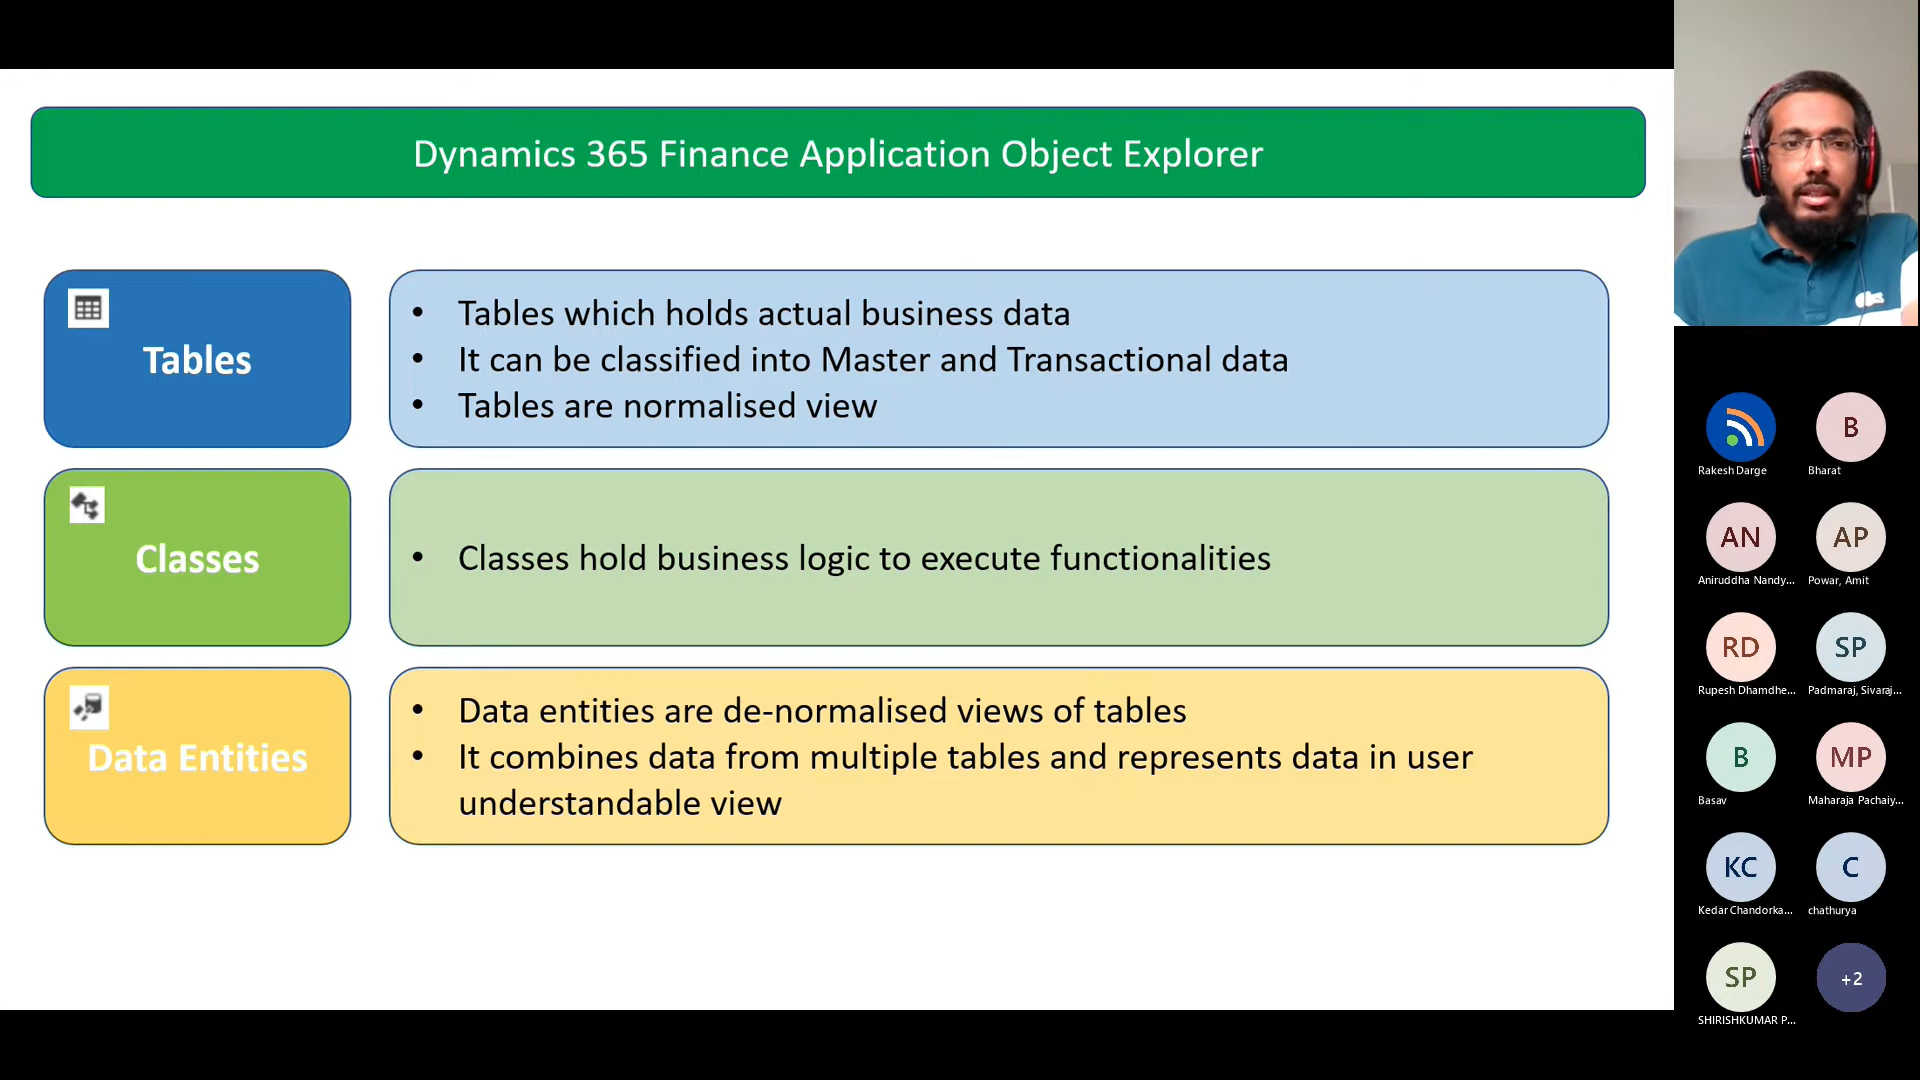 Dynamics 365 Finance Application Object Explorer
Tables
• Tables which holds actual business data
• It can be classified into Master and Transactional data
• Tables are normalised view
Classes
• Classes hold business logic to execute functionalities
Data Entities
• Data entities are de-normalised views of tables
• It combines data from multiple tables and represents data in user
understandable view
Rakesh Darge
B
Bharat
AN
Aniruddha Nandy...
AP
Powar, Amit
RD
Rupesh Dhamdhe...
SP
Padmaraj, Sivaraj...
B
Basav
MP
Maharaja Pachaiy...
KC
Kedar Chandorka...
C
chathurya
SP
SHIRISHKUMAR P...
+2